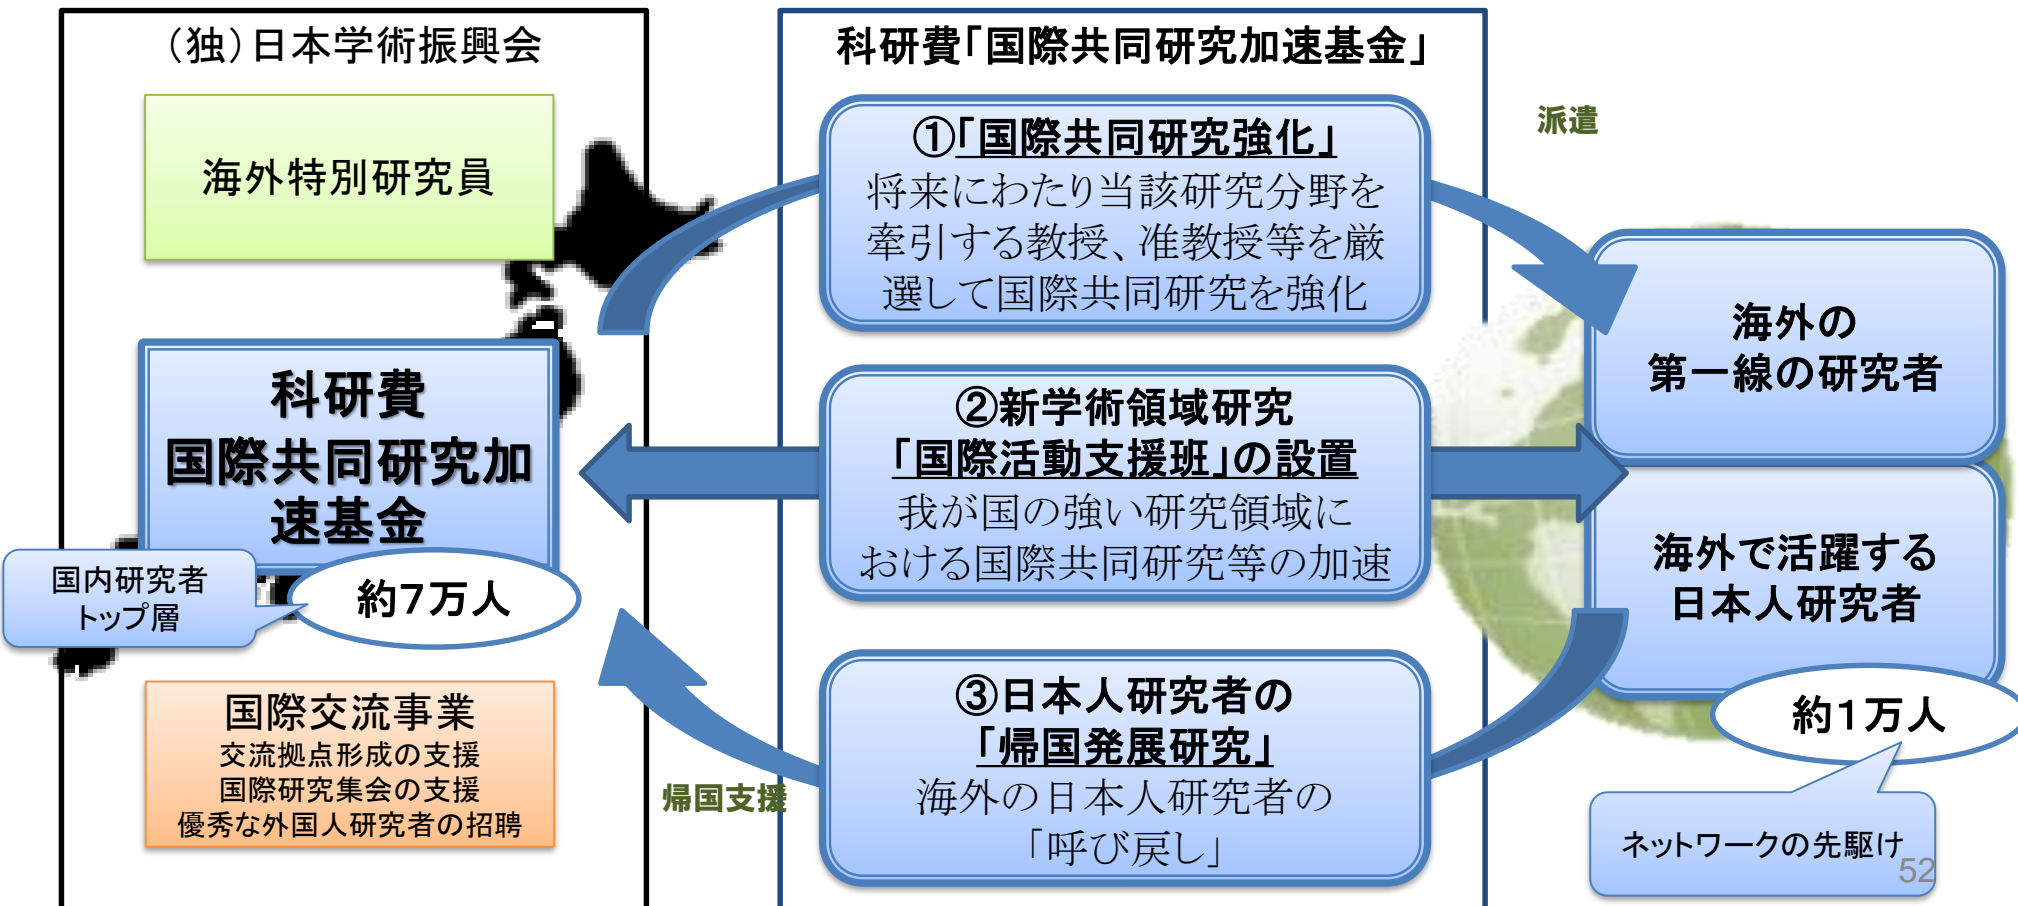 （独）日本学術振興会
海外特別研究員
科研費
国際共同研究加
速基金
国内研究者
トップ層
約７万人
国際交流事業
交流拠点形成の支援
国際研究集会の支援
優秀な外国人研究者の招聘
科研費「国際共同研究加速基金」
①「国際共同研究強化」
将来にわたり当該研究分野を
牽引する教授、准教授等を厳
選して国際共同研究を強化
②新学術領域研究
「国際活動支援班」の設置
我が国の強い研究領域に
おける国際共同研究等の加速
③日本人研究者の
「帰国発展研究」
海外の日本人研究者の
「呼び戻し」
帰国支援
派遣
海外の
第一線の研究者
海外で活躍する
日本人研究者
約１万人
ネットワークの先駆け
52